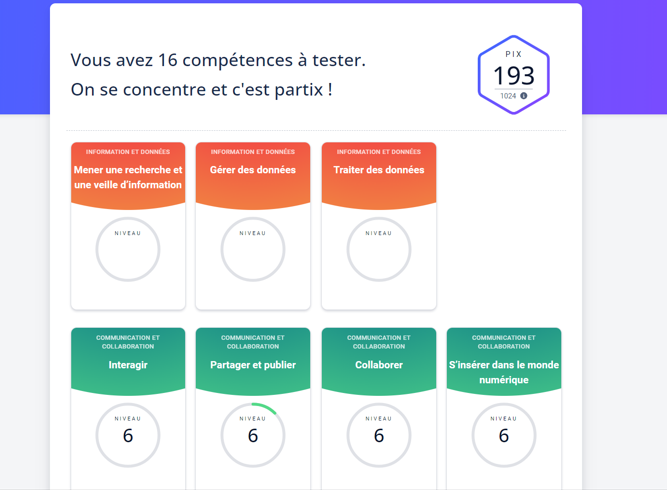 Vous avez 16 compétences à tester.
On se concentre et c'est partix !
PIX
193
1024
INFORMATION ET DONNÉES
Mener une recherche et
une veille d'information
NIVEAU
INFORMATION ET DONNÉES
Gérer des données
NIVEAU
INFORMATION ET DONNÉES
Traiter des données
NIVEAU
COMMUNICATION ET
COLLABORATION
Interagir
NIVEAU
6
COMMUNICATION ET
COLLABORATION
Partager et publier
NIVEAU
6
COMMUNICATION ET
COLLABORATION
Collaborer
NIVEAU
6
COMMUNICATION ET
COLLABORATION
S'insérer dans le monde
numérique
NIVEAU
6